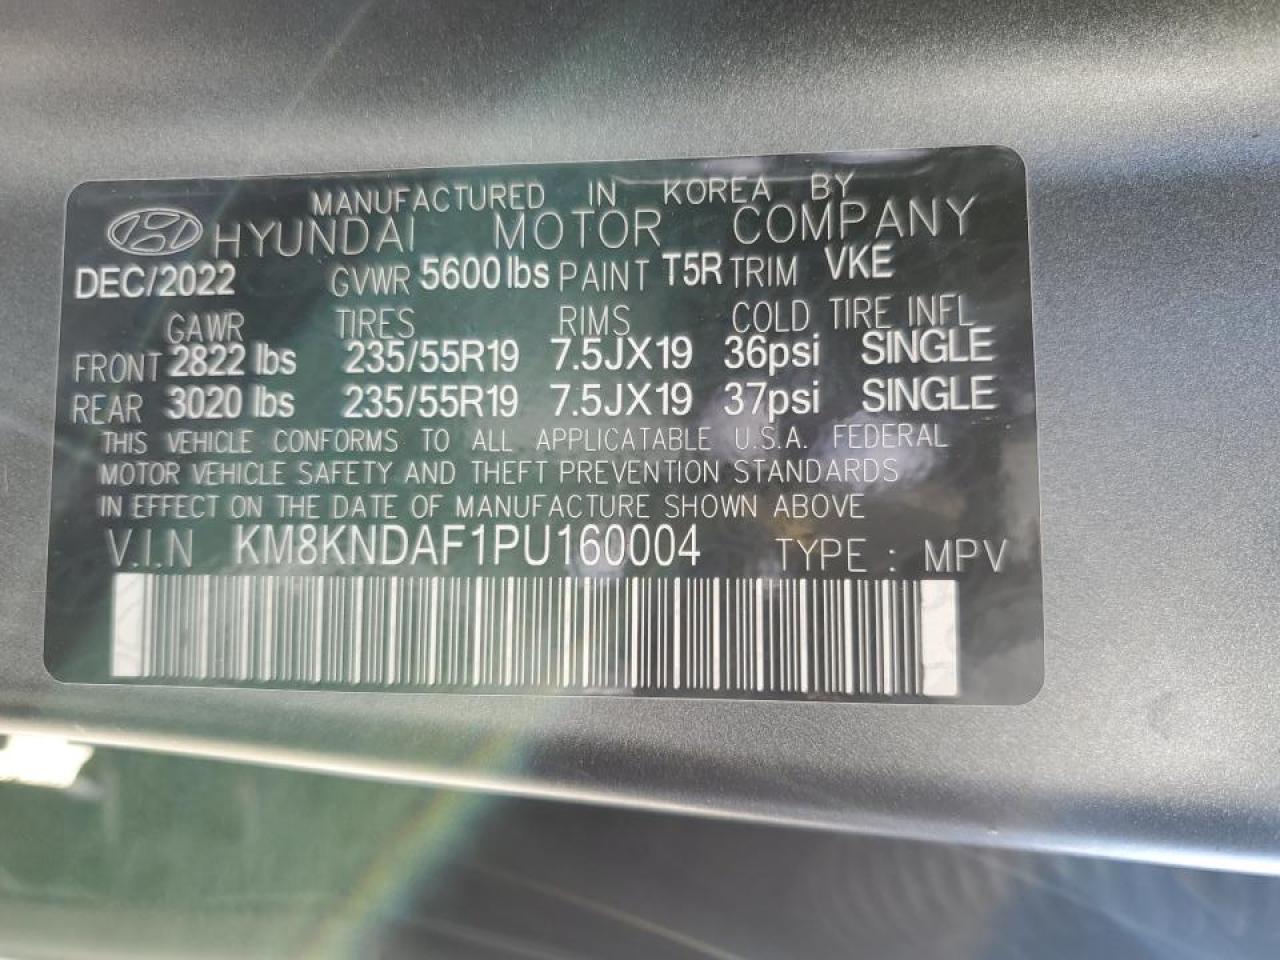 MANUFACTURED IN KOREA BY
HYUNDAI MOTOR COMPANY
DEC/2022 GVWR 5600 lbs PAINT T5R TRIM VKE
GAWR TIRES RIMS COLD TIRE INFL
FRONT 2822 lbs 235/55R19 7.5JX19 36psi SINGLE
REAR 3020 lbs 235/55R19 7.5JX19 37psi SINGLE
THIS VEHICLE CONFORMS TO ALL APPLICATABLE U.S.A. FEDERAL
MOTOR VEHICLE SAFETY AND THEFT PREVENTION STANDARDS
IN EFFECT ON THE DATE OF MANUFACTURE SHOWN ABOVE
V.I.N KM8KNDAF1PU160004 TYPE : MPV